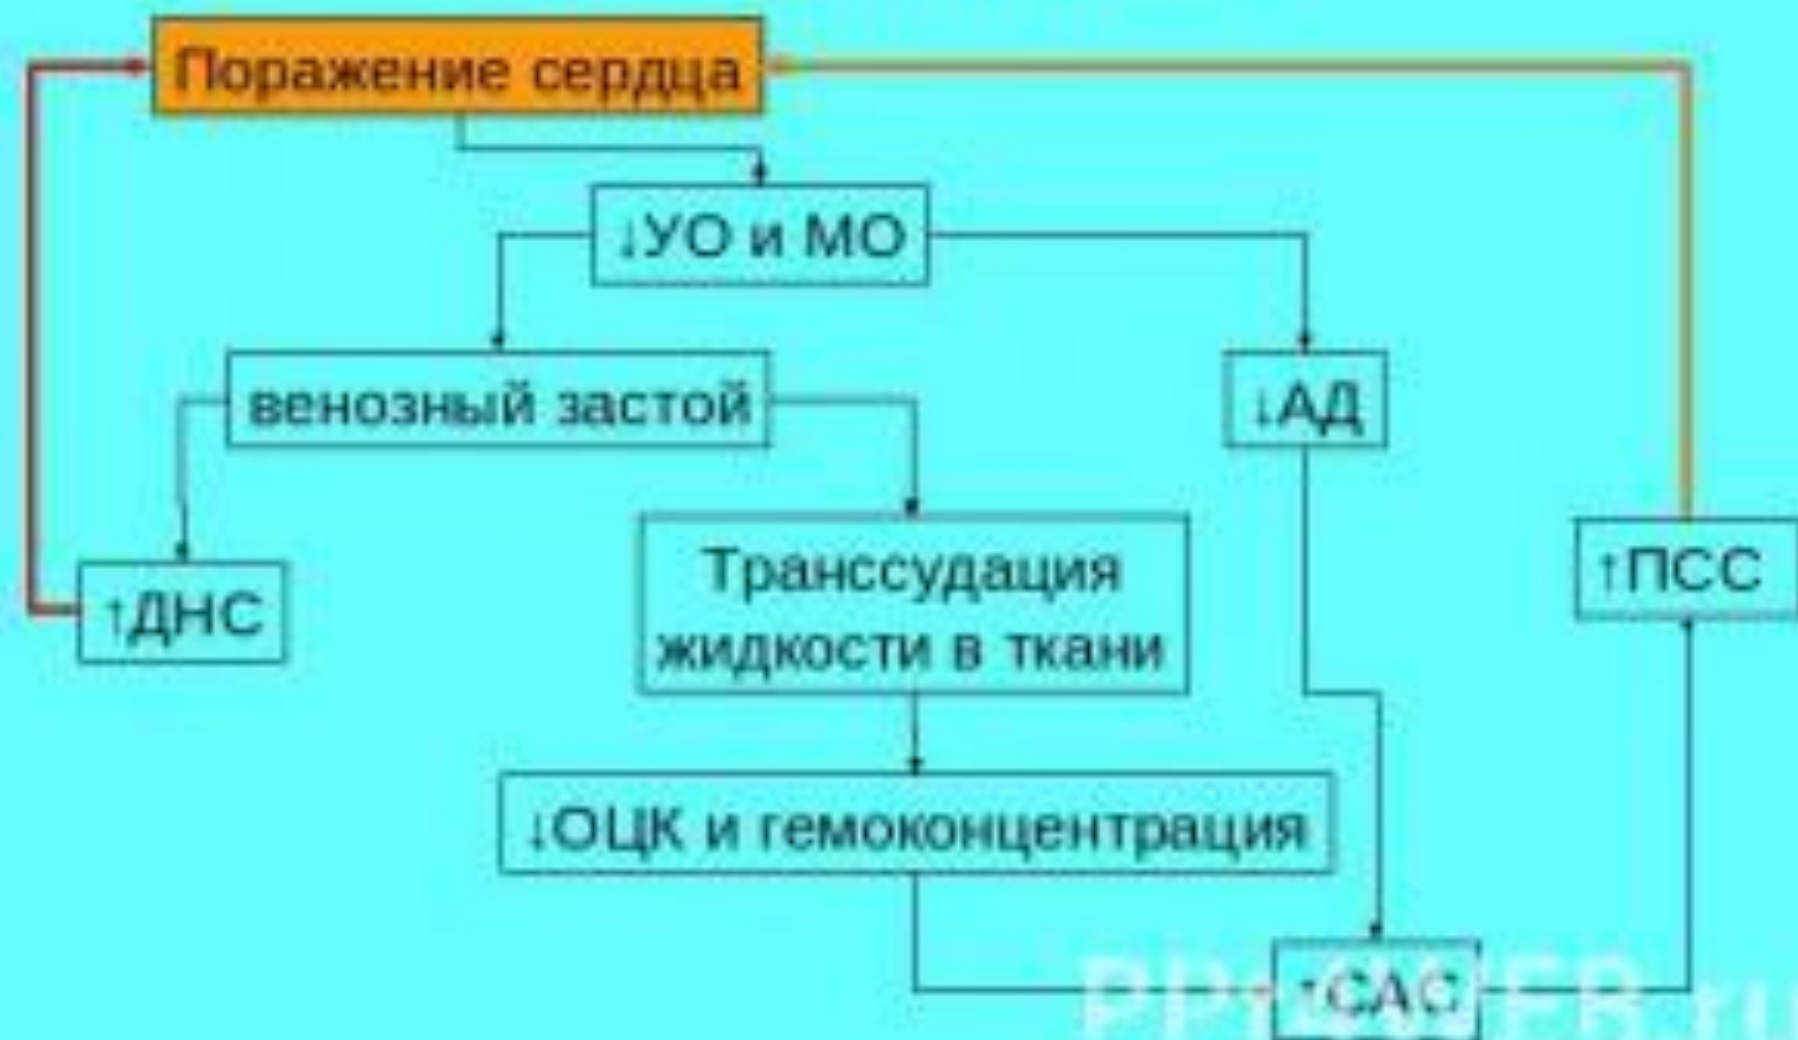 Поражение сердца
↓УО и МО
венозный застой
↓АД
↑ДНС
Транссудация
жидкости в ткани
↑ПСС
↓ОЦК и гемоконцентрация
↑САС